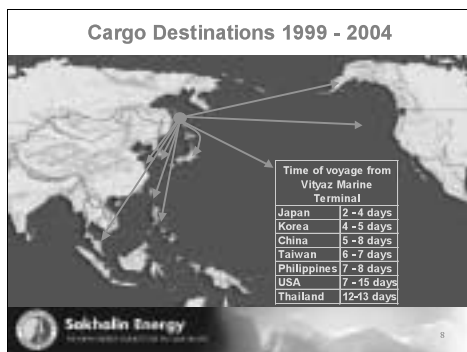 Cargo Destinations 1999 - 2004
Time of voyage from
Vityaz Marine
Terminal
Japan 2 - 4 days
Korea 4 - 5 days
China 5 - 8 days
Taiwan 6 - 7 days
Philippines 7 - 8 days
USA 7 - 15 days
Thailand 12-13 days
Sakhalin Energy
8